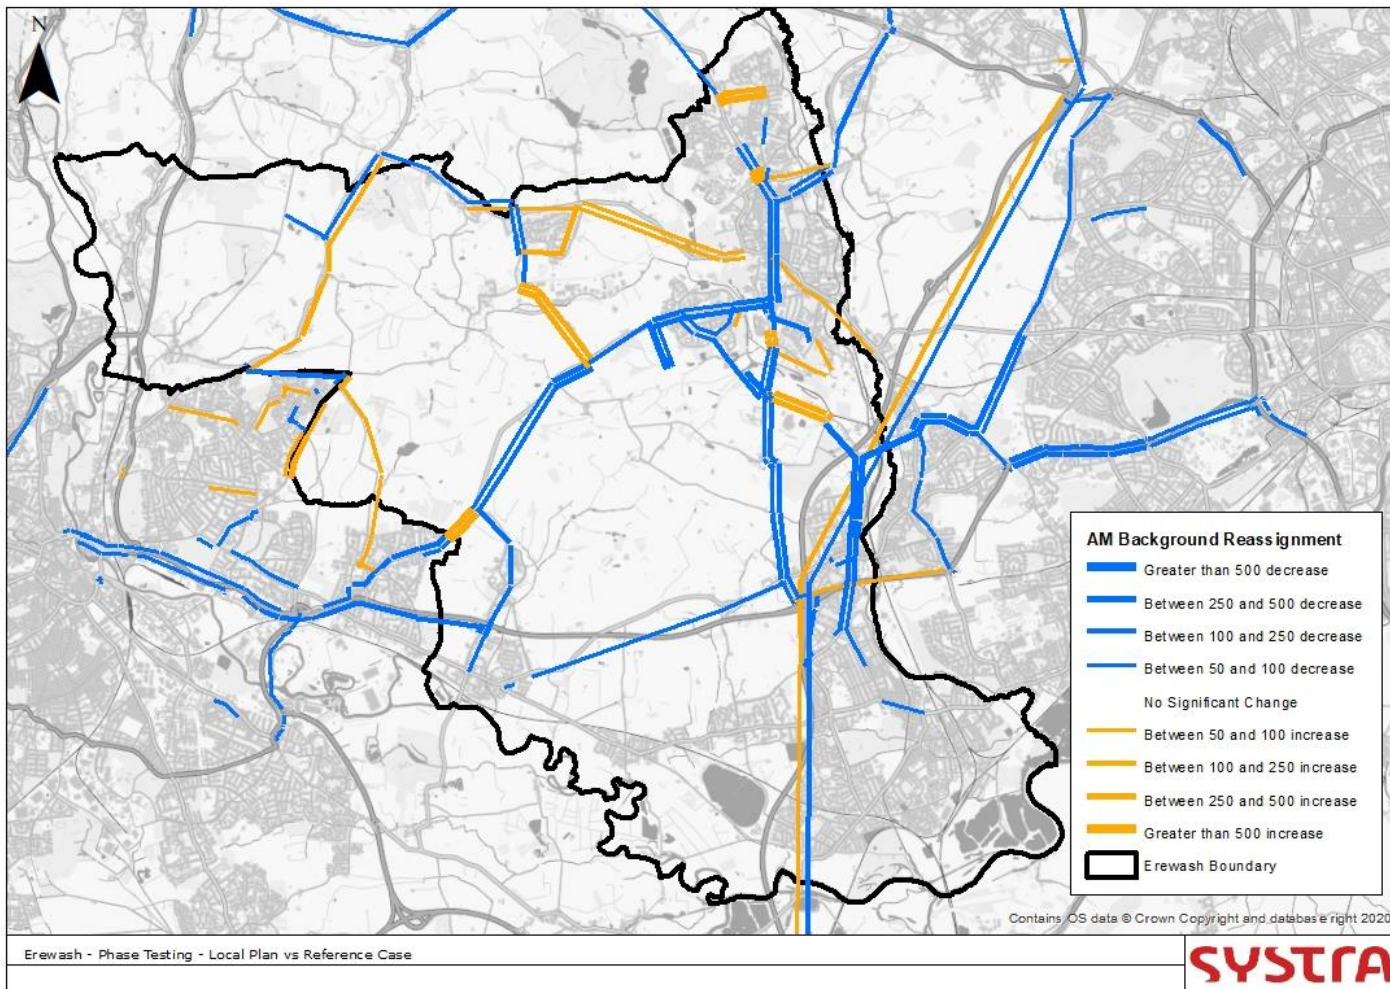 N
AM Background Reassignment
Greater than 500 decrease
Between 250 and 500 decrease
Between 100 and 250 decrease
Between 50 and 100 decrease
No Significant Change
Between 50 and 100 increase
Between 100 and 250 increase
Between 250 and 500 increase
Greater than 500 increase
Erewash Boundary
Contains OS data © Crown Copyright and database right 2020
Erewash - Phase Testing - Local Plan vs Reference Case
SYSTRA